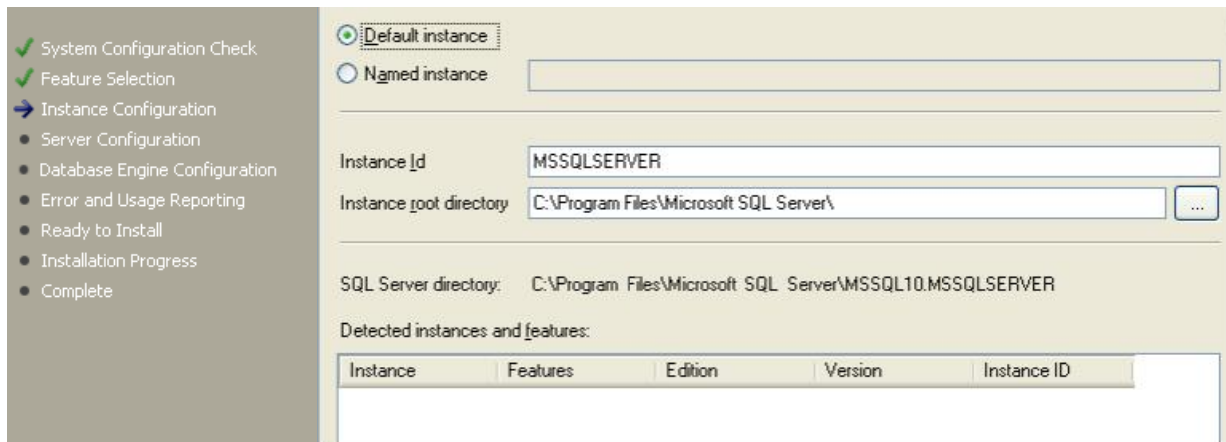 System Configuration Check
Feature Selection
Instance Configuration
Server Configuration
Database Engine Configuration
Error and Usage Reporting
Ready to Install
Installation Progress
Complete
Default instance
Named instance
Instance Id MSSQLSERVER
Instance root directory C:\Program Files\Microsoft SQL Server\ ...
SQL Server directory: C:\Program Files\Microsoft SQL Server\MSSQL10.MSSQLSERVER
Detected instances and features:
Instance Features Edition Version Instance ID